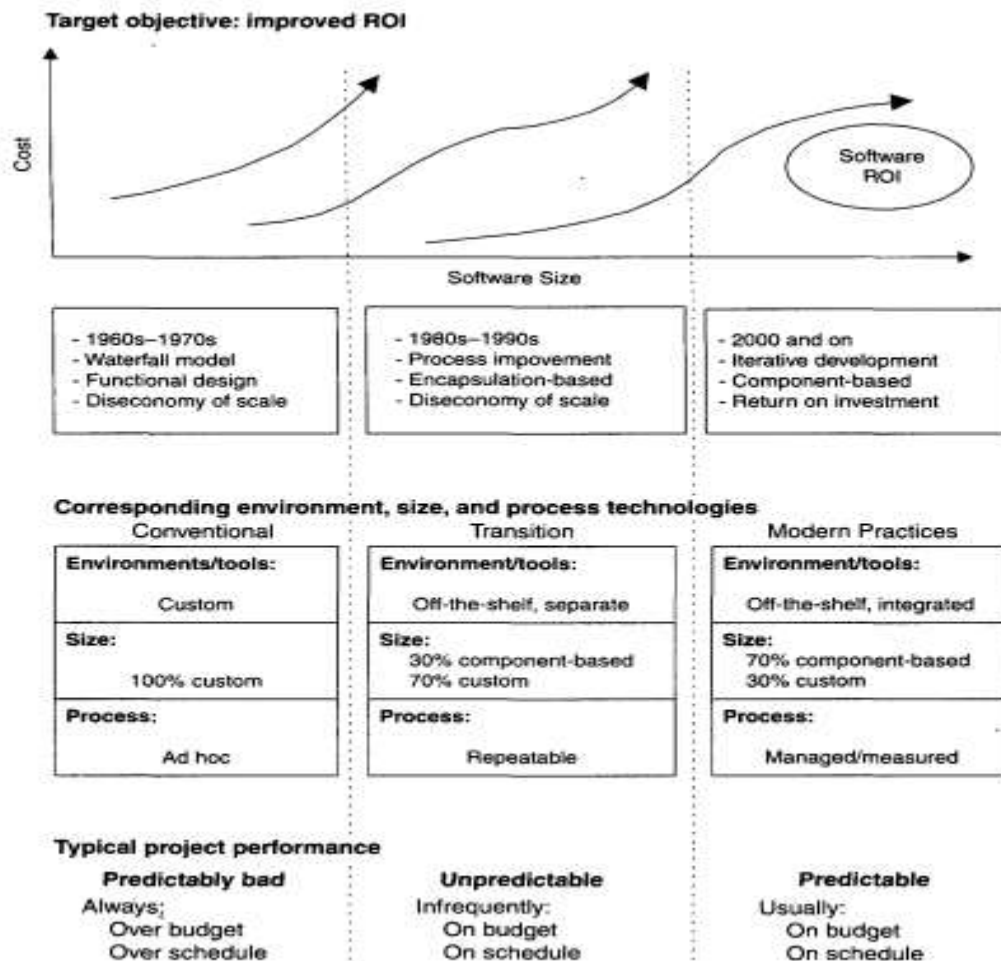 Target objective: improved ROI
Cost
Software
ROI
Software Size
- 1960s–1970s
- Waterfall model
- Functional design
- Diseconomy of scale
- 1980s–1990s
- Process impovement
- Encapsulation-based
- Diseconomy of scale
- 2000 and on
- Iterative development
- Component-based
- Return on investment
Corresponding environment, size, and process technologies
Conventional
Environments/tools:
Custom
Size:
100% custom
Process:
Ad hoc
Transition
Environment/tools:
Off-the-shelf, separate
Size:
30% component-based
70% custom
Process:
Repeatable
Modern Practices
Environment/tools:
Off-the-shelf, integrated
Size:
70% component-based
30% custom
Process:
Managed/measured
Typical project performance
Predictably bad
Always:
Over budget
Over schedule
Unpredictable
Infrequently:
On budget
On schedule
Predictable
Usually:
On budget
On schedule